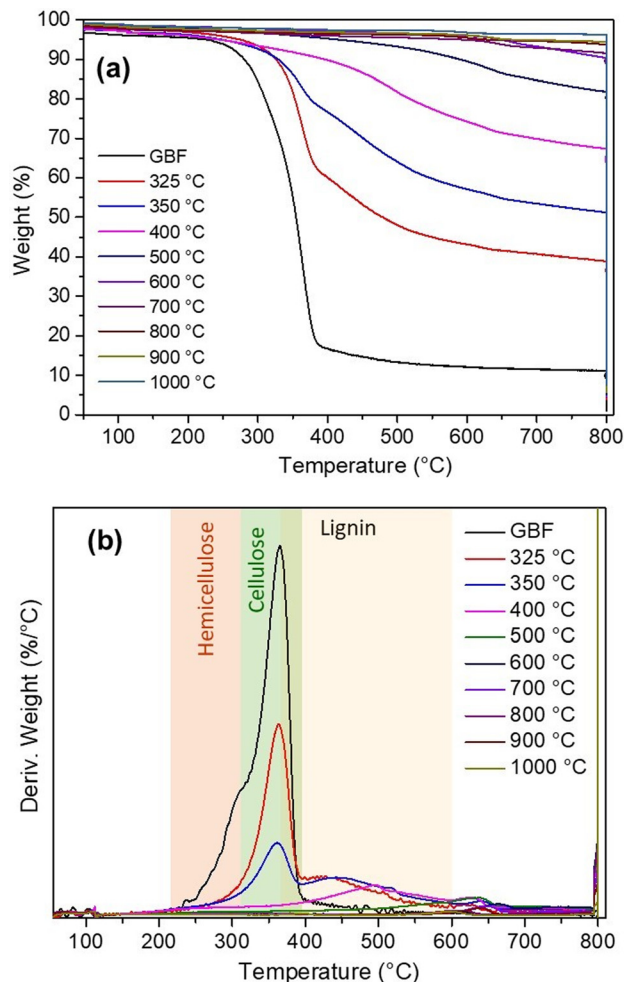 (a)
Weight (%)
100
90
80
70
60
50
40
30
20
10
0
GBF
325 °C
350 °C
400 °C
500 °C
600 °C
700 °C
800 °C
900 °C
1000 °C
100 200 300 400 500 600 700 800
Temperature (°C)
(b)
Deriv. Weight (%/°C)
Hemicellulose
Cellulose
Lignin
GBF
325 °C
350 °C
400 °C
500 °C
600 °C
700 °C
800 °C
900 °C
1000 °C
100 200 300 400 500 600 700 800
Temperature (°C)